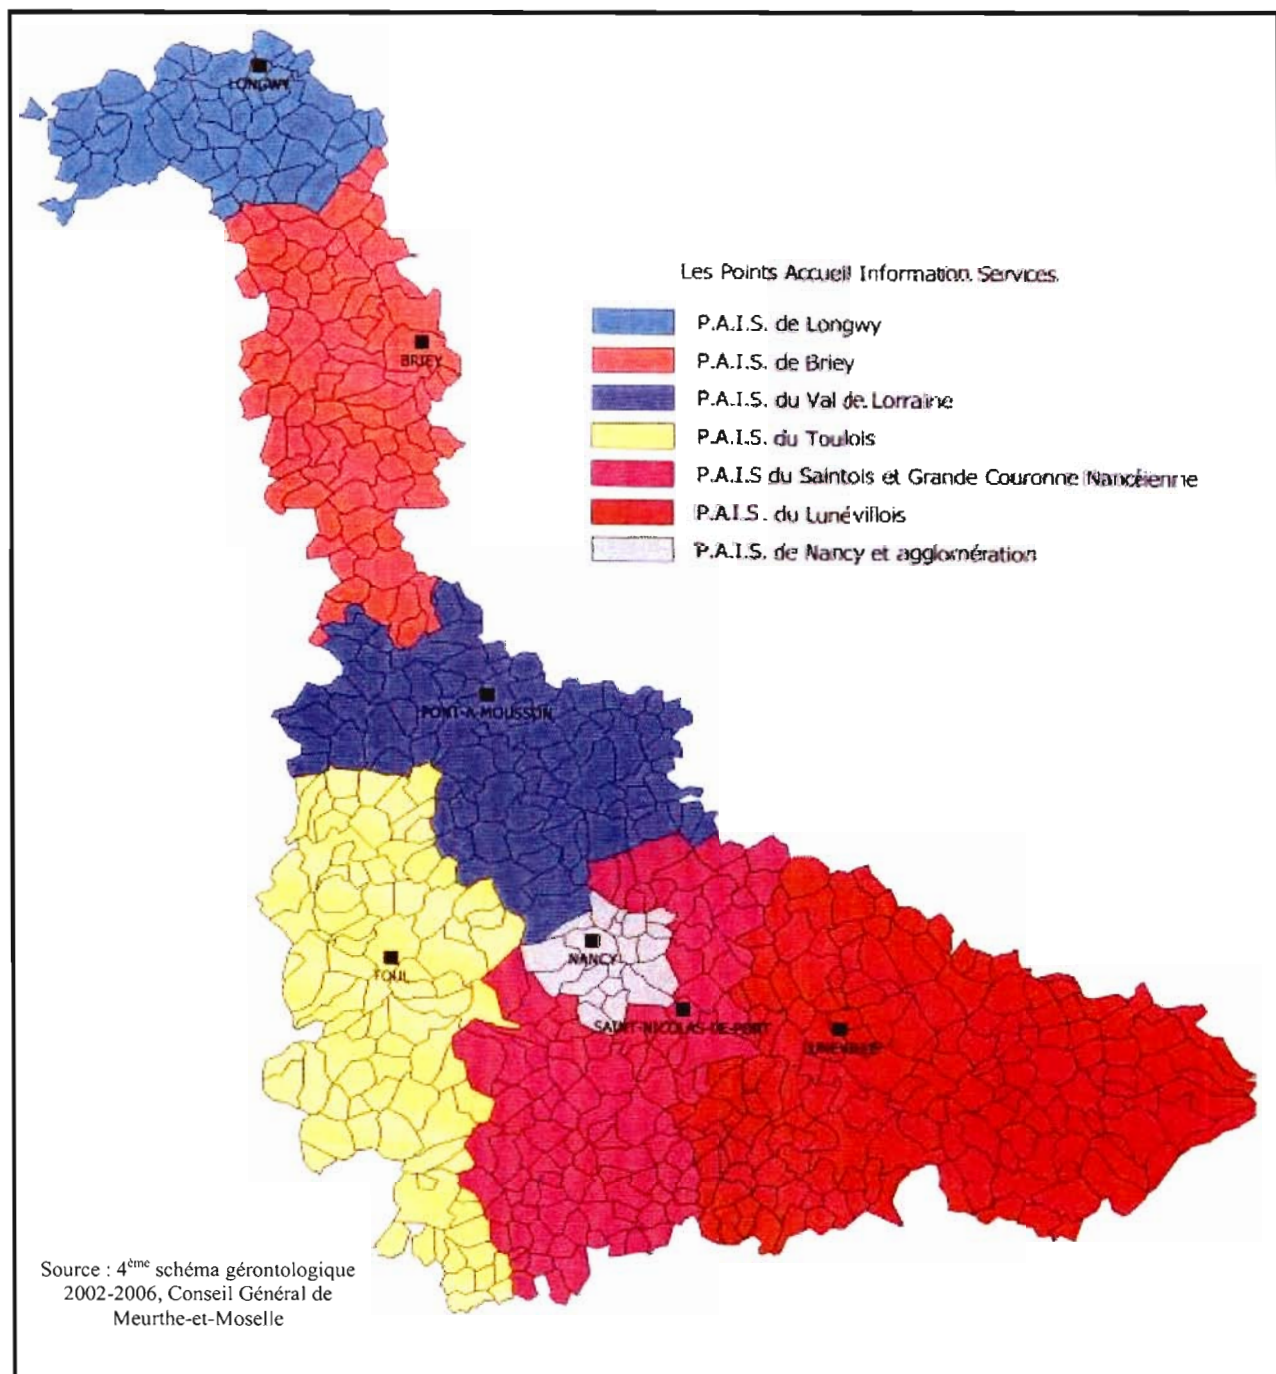 LONGWY
BRIEY
Les Points Accueil Information Services
P.A.I.S. de Longwy
P.A.I.S. de Briey
P.A.I.S. du Val de Lorraine
P.A.I.S. du Toulois
P.A.I.S du Saintois et Grande Couronne Nancéienne
P.A.I.S. du Lunévillois
P.A.I.S. de Nancy et agglomération
PONT-A-MOUSSON
TOUL
NANCY
SAINT-NICOLAS-DE-PORT
LUNEVILLE
Source : 4ème schéma gérontologique
2002-2006, Conseil Général de
Meurthe-et-Moselle